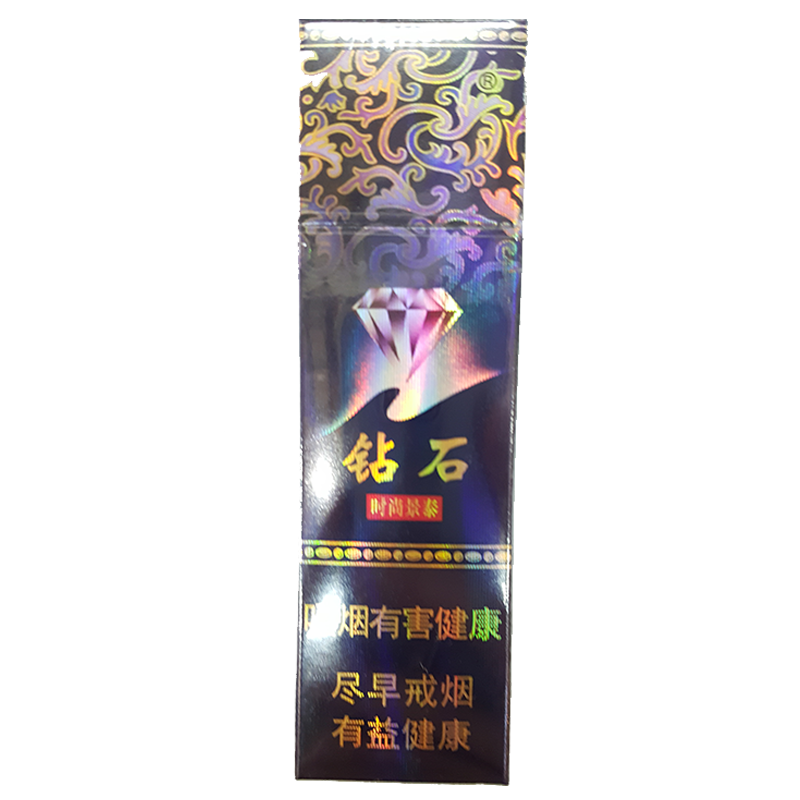 ®
钻石
时尚景泰
吸烟有害健康
尽早戒烟
有益健康